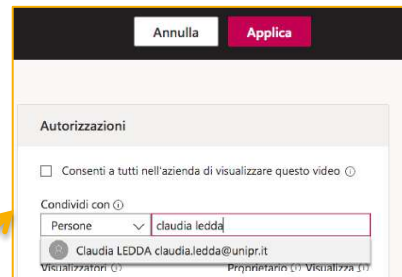 Annulla Applica
Autorizzazioni
Consenti a tutti nell'azienda di visualizzare questo video
Condividi con
Persone claudia ledda
Claudia LEDDA claudia.ledda@unipr.it
Visualizzatori Proprietario Visualizza